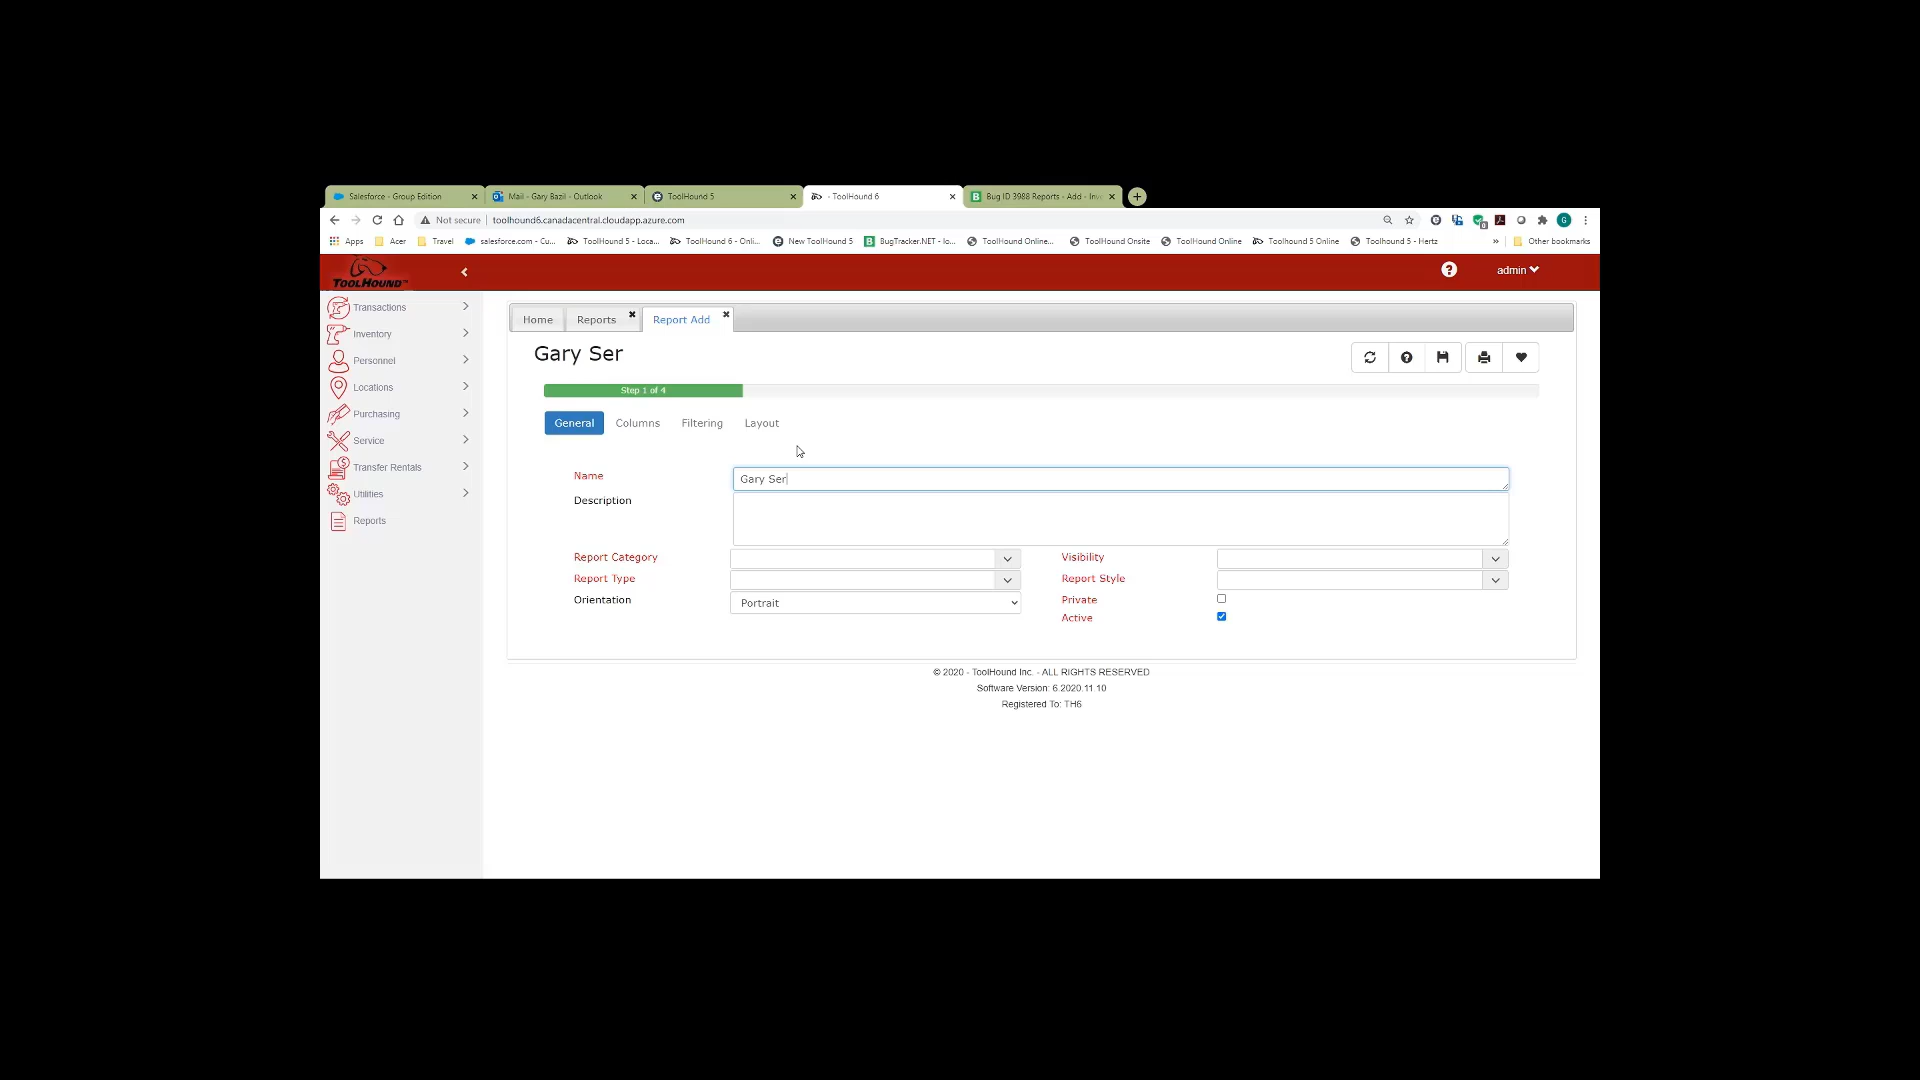 Salesforce - Group Edition
Mail - Gary Bazil - Outlook
ToolHound 5
- ToolHound 6
Bug ID 3988 Reports - Add - Inv
Not secure
toolhound6.canadacentral.cloudapp.azure.com
G
Apps
Acer
Travel
salesforce.com - Cu...
ToolHound 5 - Loca...
ToolHound 6 - Onli...
New ToolHound 5
BugTracker.NET - lo...
ToolHound Online...
ToolHound Onsite
ToolHound Online
Toolhound 5 Online
Toolhound 5 - Hertz
»
Other bookmarks
TOOLHOUND™
admin
Transactions
Inventory
Personnel
Locations
Purchasing
Service
Transfer Rentals
Utilities
Reports
Home
Reports
Report Add
Gary Ser
Step 1 of 4
General
Columns
Filtering
Layout
Name
Gary Ser
Description
Report Category
Visibility
Report Type
Report Style
Orientation
Portrait
Private
Active
© 2020 - ToolHound Inc. - ALL RIGHTS RESERVED
Software Version: 6.2020.11.10
Registered To: TH6